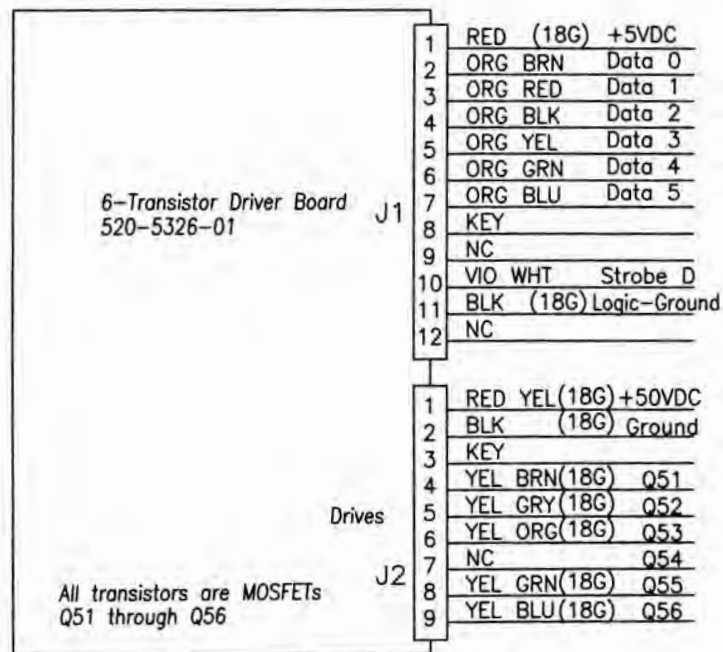 6-Transistor Driver Board
520-5326-01
J1
1 RED (18G) +5VDC
2 ORG BRN Data 0
3 ORG RED Data 1
4 ORG BLK Data 2
5 ORG YEL Data 3
6 ORG GRN Data 4
7 ORG BLU Data 5
8 KEY
9 NC
10 VIO WHT Strobe D
11 BLK (18G) Logic-Ground
12 NC
Drives
J2
1 RED YEL(18G) +50VDC
2 BLK (18G) Ground
3 KEY
4 YEL BRN(18G) Q51
5 YEL GRY(18G) Q52
6 YEL ORG(18G) Q53
7 NC Q54
8 YEL GRN(18G) Q55
9 YEL BLU(18G) Q56
All transistors are MOSFETs
Q51 through Q56